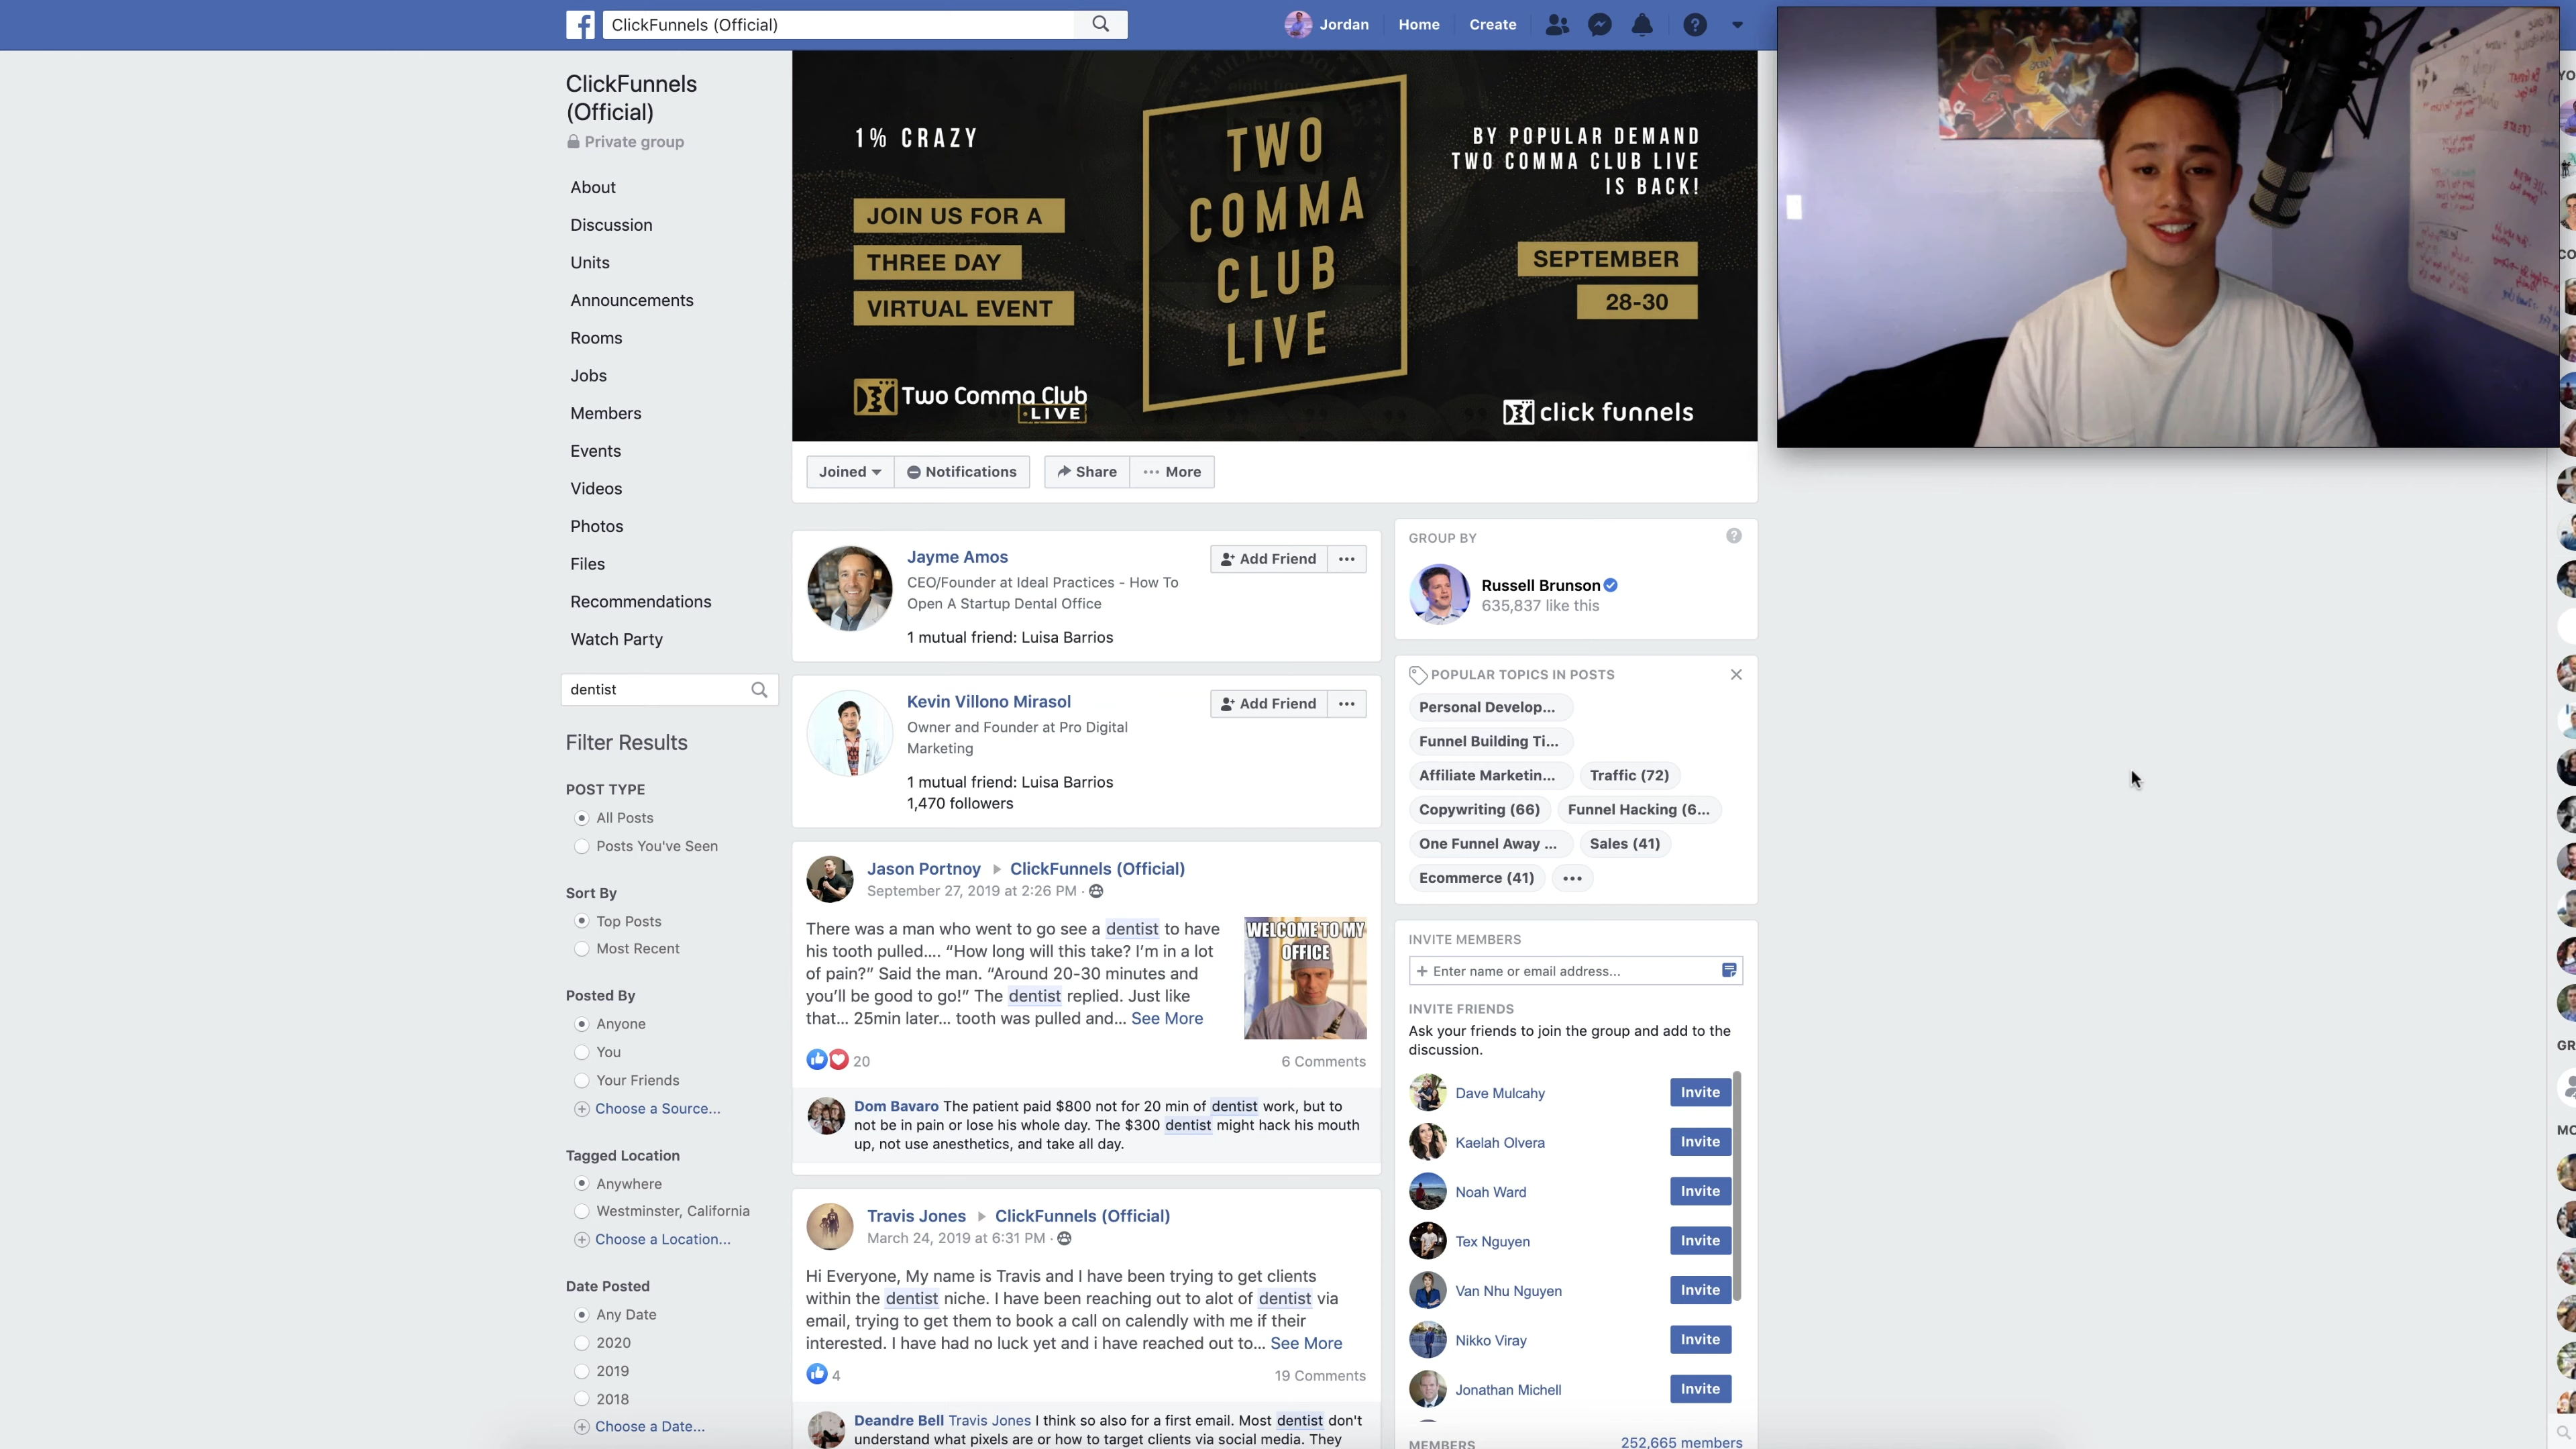 ClickFunnels (Official)
Jordan
Home
Create
ClickFunnels
(Official)
Private group
About
Discussion
Units
Announcements
Rooms
Jobs
Members
Events
Videos
Photos
Files
Recommendations
Watch Party
dentist
Filter Results
POST TYPE
All Posts
Posts You've Seen
Sort By
Top Posts
Most Recent
Posted By
Anyone
You
Your Friends
Choose a Source...
Tagged Location
Anywhere
Westminster, California
Choose a Location...
Date Posted
Any Date
2020
2019
2018
Choose a Date...
1% CRAZY
JOIN US FOR A
THREE DAY
VIRTUAL EVENT
Two Comma Club
LIVE
TWO
COMMA
CLUB
LIVE
BY POPULAR DEMAND
TWO COMMA CLUB LIVE
IS BACK!
SEPTEMBER
28-30
click funnels
Joined
Notifications
Share
More
Jayme Amos
Add Friend
CEO/Founder at Ideal Practices - How To
Open A Startup Dental Office
1 mutual friend: Luisa Barrios
Kevin Villono Mirasol
Add Friend
Owner and Founder at Pro Digital
Marketing
1 mutual friend: Luisa Barrios
1,470 followers
Jason Portnoy ClickFunnels (Official)
September 27, 2019 at 2:26 PM ·
There was a man who went to go see a dentist to have
his tooth pulled.... “How long will this take? I’m in a lot
of pain?” Said the man. “Around 20-30 minutes and
you’ll be good to go!” The dentist replied. Just like
that... 25min later... tooth was pulled and... See More
WELCOME TO MY
OFFICE
20
6 Comments
Dom Bavaro The patient paid $800 not for 20 min of dentist work, but to
not be in pain or lose his whole day. The $300 dentist might hack his mouth
up, not use anesthetics, and take all day.
Travis Jones ClickFunnels (Official)
March 24, 2019 at 6:31 PM ·
Hi Everyone, My name is Travis and I have been trying to get clients
within the dentist niche. I have been reaching out to alot of dentist via
email, trying to get them to book a call on calendly with me if their
interested. I have had no luck yet and i have reached out to... See More
4
19 Comments
Deandre Bell Travis Jones I think so also for a first email. Most dentist don't
understand what pixels are or how to target clients via social media. They
GROUP BY
Russell Brunson
635,837 like this
POPULAR TOPICS IN POSTS
Personal Develop...
Funnel Building Ti...
Affiliate Marketin...
Traffic (72)
Copywriting (66)
Funnel Hacking (6...
One Funnel Away ...
Sales (41)
Ecommerce (41)
INVITE MEMBERS
Enter name or email address...
INVITE FRIENDS
Ask your friends to join the group and add to the
discussion.
Dave Mulcahy
Invite
Kaelah Olvera
Invite
Noah Ward
Invite
Tex Nguyen
Invite
Van Nhu Nguyen
Invite
Nikko Viray
Invite
Jonathan Michell
Invite
MEMBERS
252,665 members
YO
CO
GR
MO